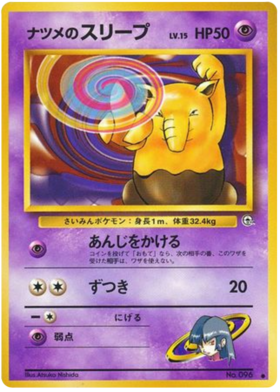 ナツメのスリープ LV.15 HP50
さいみんポケモン：身長1m、体重32.4kg
あんじをかける
コインを投げて「おもて」なら、次の相手の番、このワザを受けた相手は、ワザを使えない。
ずつき 20
にげる
弱点
Illus. Atsuko Nishida
No.096